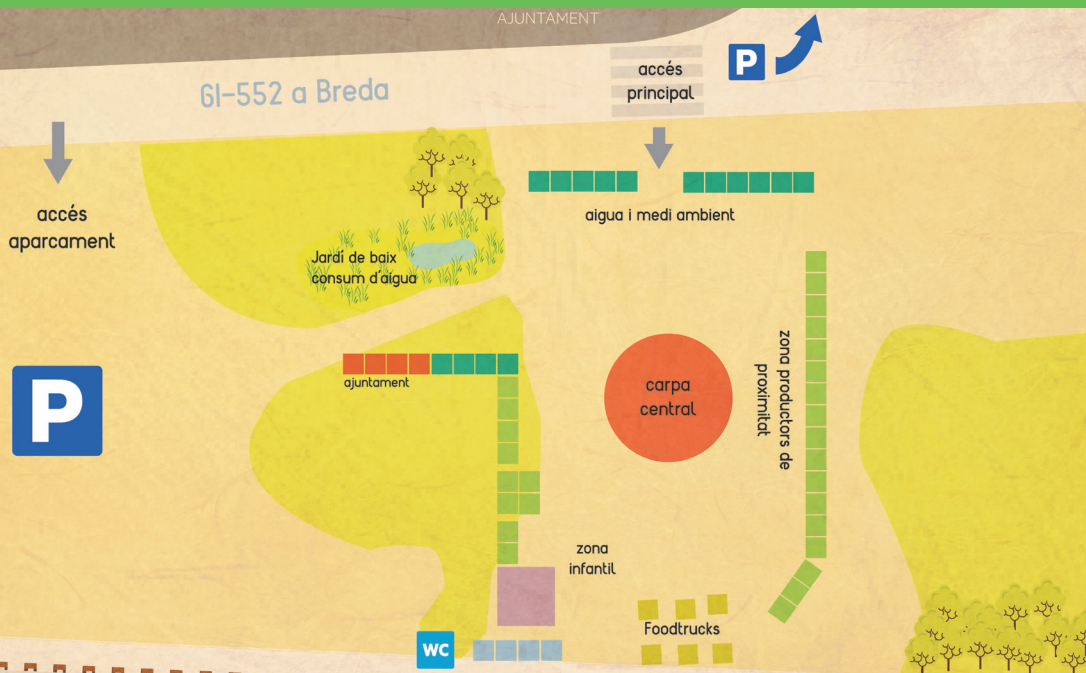 AJUNTAMENT
GI-552 a Breda
accés
principal
P
accés
aparcament
aigua i medi ambient
Jardí de baix
consum d'aigua
ajuntament
P
carpa
central
zona productors de
proximitat
zona
infantil
Foodtrucks
WC